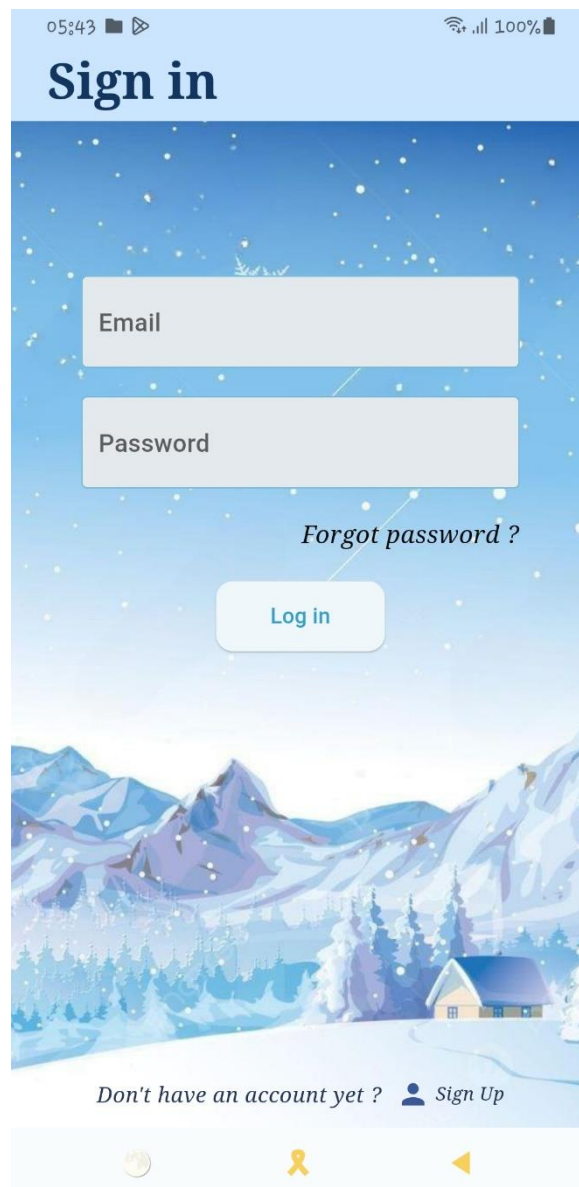 05:43 100%
Sign in
Email
Password
Forgot password ?
Log in
Don't have an account yet ? Sign Up